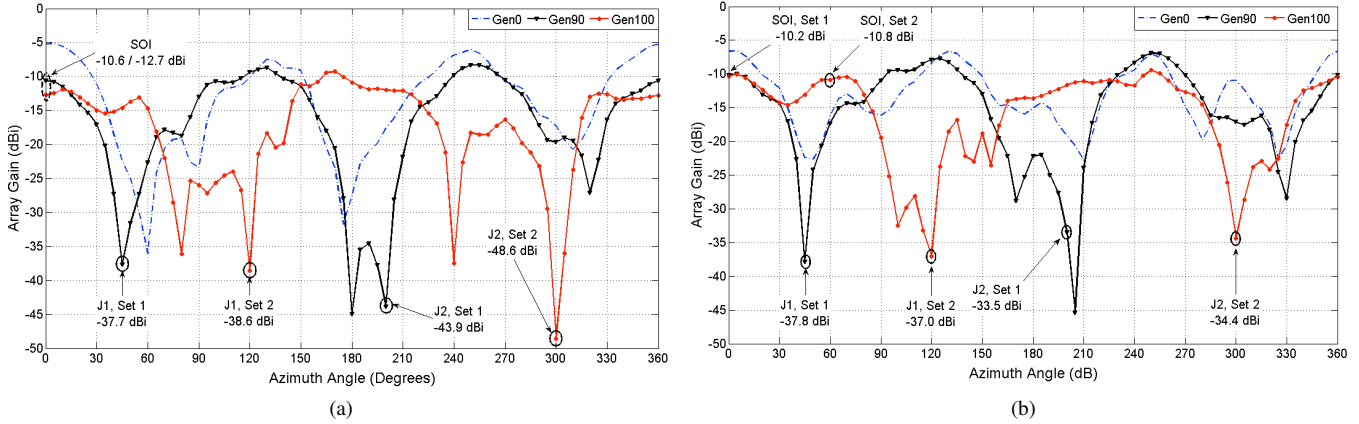 Gen0 Gen90 Gen100
SOI
-10.6 / -12.7 dBi
J1, Set 1
-37.7 dBi
J1, Set 2
-38.6 dBi
J2, Set 1
-43.9 dBi
J2, Set 2
-48.6 dBi
Array Gain (dBi)
0
-5
-10
-15
-20
-25
-30
-35
-40
-45
-50
0 30 60 90 120 150 180 210 240 270 300 330 360
Azimuth Angle (Degrees)
(a)
Gen0 Gen90 Gen100
SOI, Set 1
-10.2 dBi
SOI, Set 2
-10.8 dBi
J1, Set 1
-37.8 dBi
J1, Set 2
-37.0 dBi
J2, Set 1
-33.5 dBi
J2, Set 2
-34.4 dBi
Array Gain (dBi)
0
-5
-10
-15
-20
-25
-30
-35
-40
-45
-50
0 30 60 90 120 150 180 210 240 270 300 330 360
Azimuth Angle (dB)
(b)